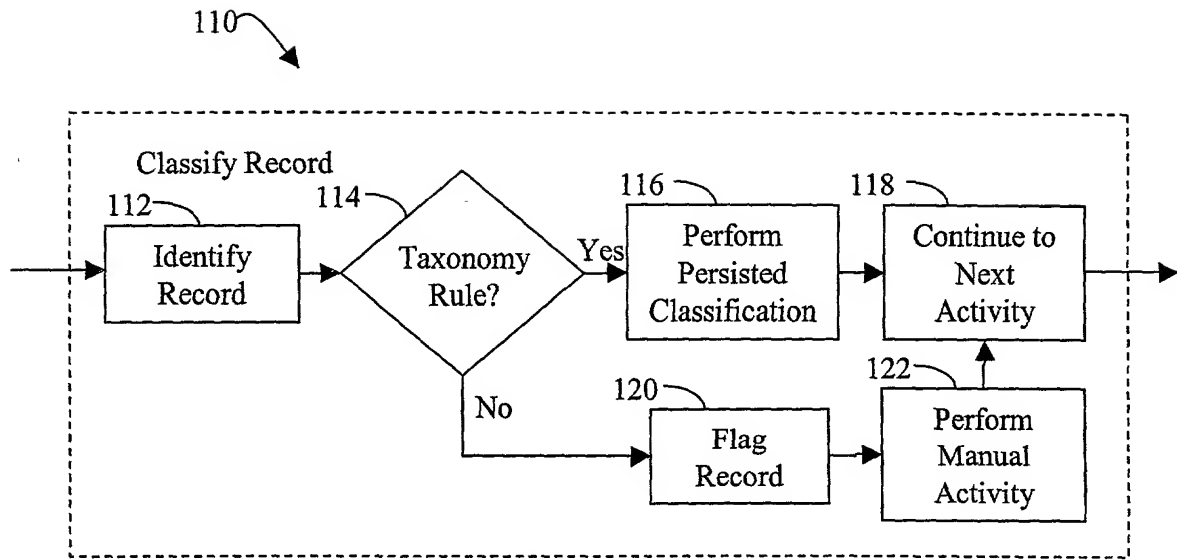 110
Classify Record
112
Identify
Record
114
Taxonomy
Rule?
Yes
116
Perform
Persisted
Classification
118
Continue to
Next
Activity
No
120
Flag
Record
122
Perform
Manual
Activity